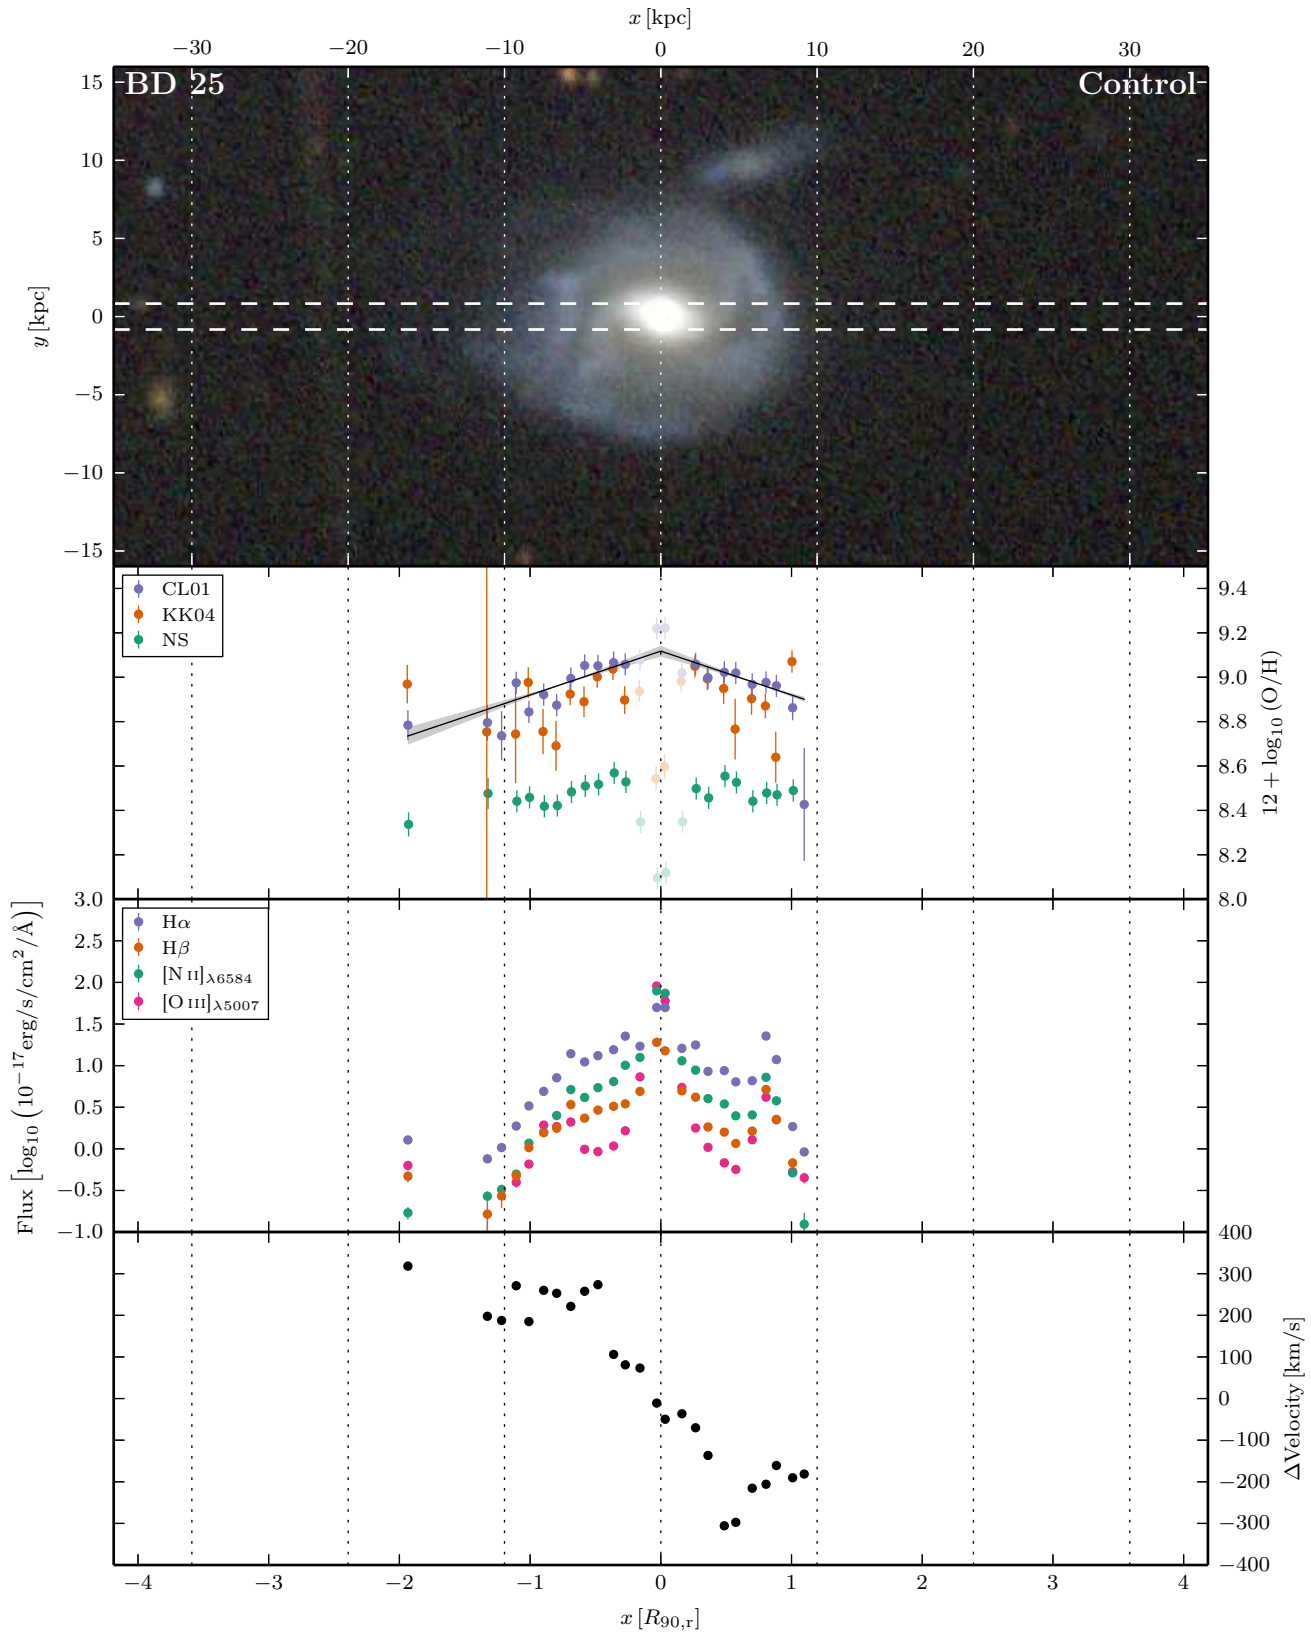 x [kpc]
−30 −20 −10 0 10 20 30
BD 25 Control
15
10
5
0
−5
−10
−15
y [kpc]
CL01
KK04
NS
9.4
9.2
9.0
8.8
8.6
8.4
8.2
8.0
12 + log₁₀ (O/H)
Hα
Hβ
[N II]λ6584
[O III]λ5007
3.0
2.5
2.0
1.5
1.0
0.5
0.0
−0.5
−1.0
Flux [log₁₀ (10⁻¹⁷erg/s/cm²/Å)]
400
300
200
100
0
−100
−200
−300
−400
ΔVelocity [km/s]
−4 −3 −2 −1 0 1 2 3 4
x [R90,r]